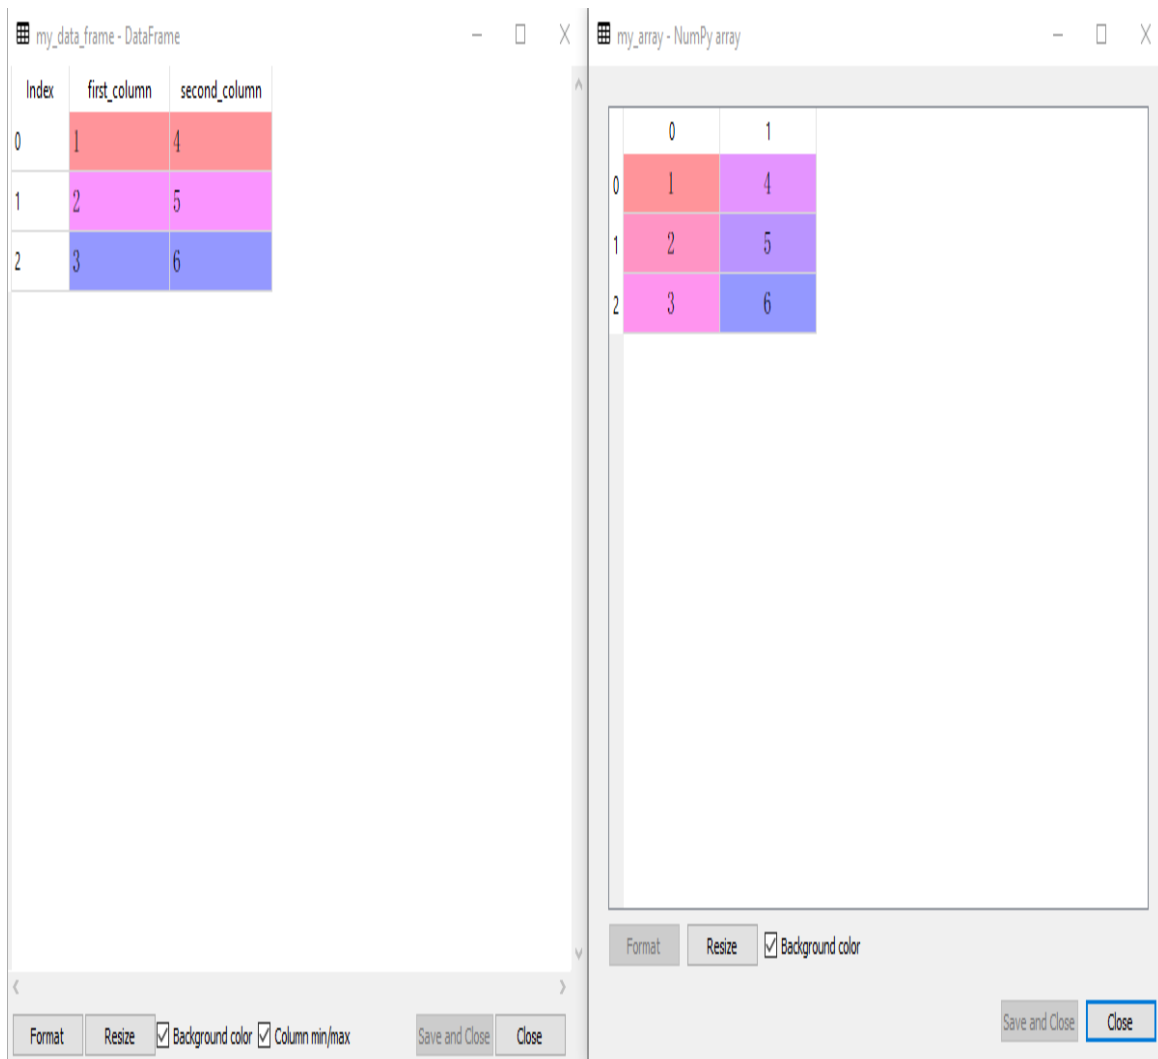 my_data_frame - DataFrame
Index first_column second_column
0 1 4
1 2 5
2 3 6
Format Resize Background color Column min/max Save and Close Close
my_array - NumPy array
0 1
0 1 4
1 2 5
2 3 6
Format Resize Background color
Save and Close Close